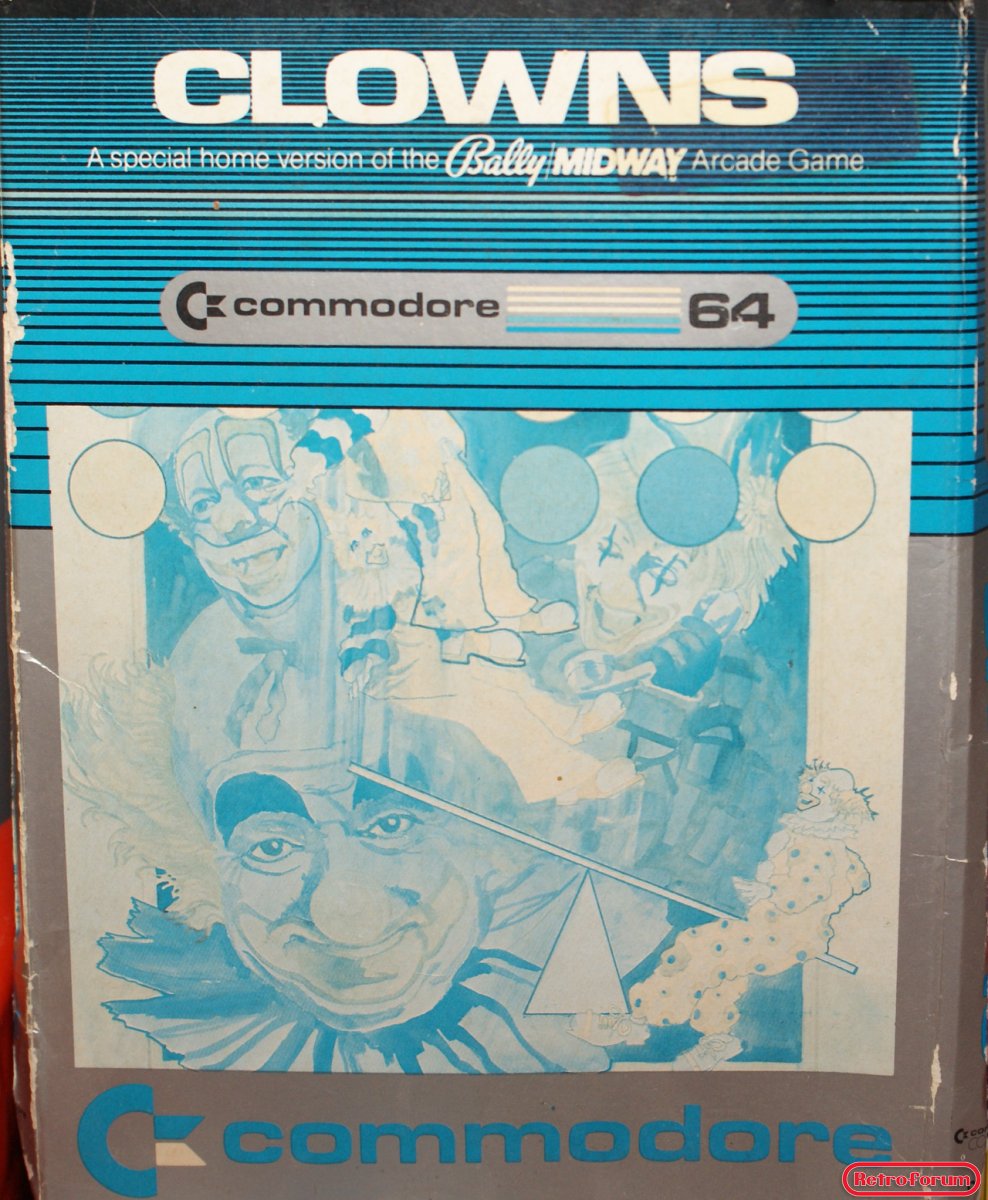 CLOWNS
A special home version of the Bally/MIDWAY Arcade Game
commodore 64
commodore
Retroforum